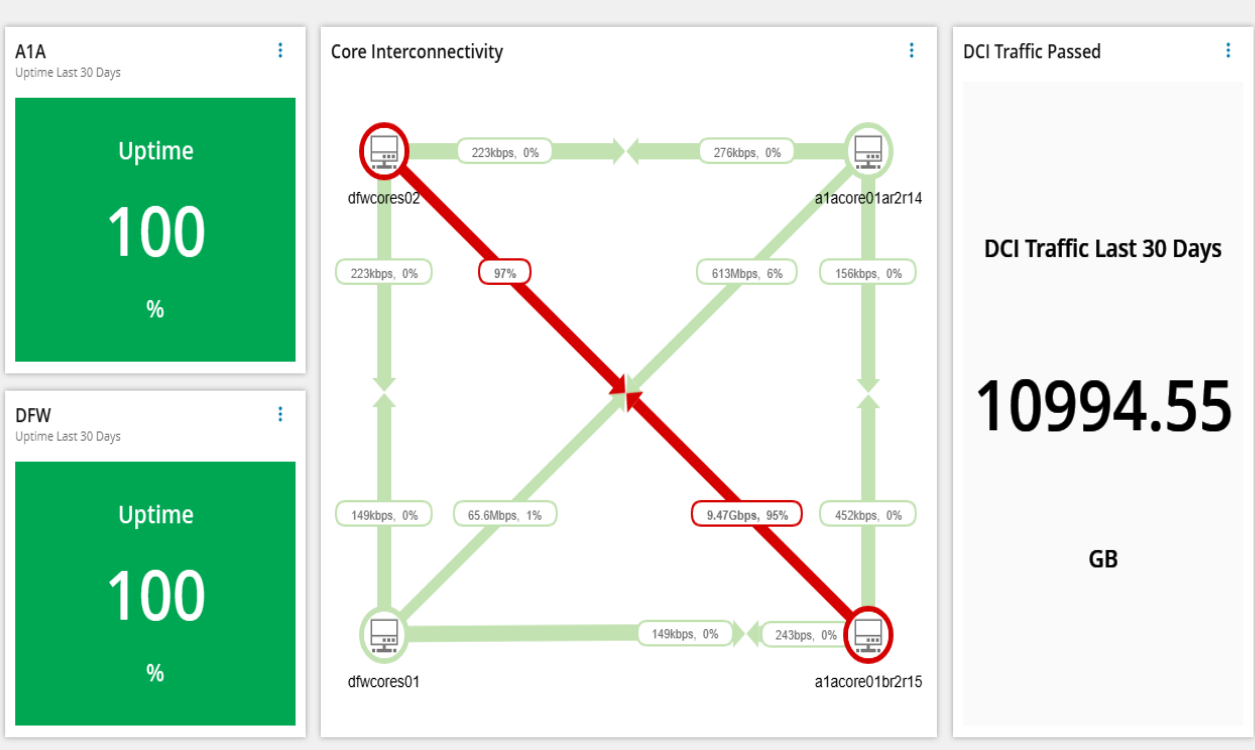 A1A
Uptime Last 30 Days
Uptime
100
%
DFW
Uptime Last 30 Days
Uptime
100
%
Core Interconnectivity
223kbps, 0%
276kbps, 0%
dfwcores02
a1acore01ar2r14
223kbps, 0%
97%
613Mbps, 6%
156kbps, 0%
149kbps, 0%
65.6Mbps, 1%
9.47Gbps, 95%
452kbps, 0%
149kbps, 0%
243bps, 0%
dfwcores01
a1acore01br2r15
DCI Traffic Passed
DCI Traffic Last 30 Days
10994.55
GB